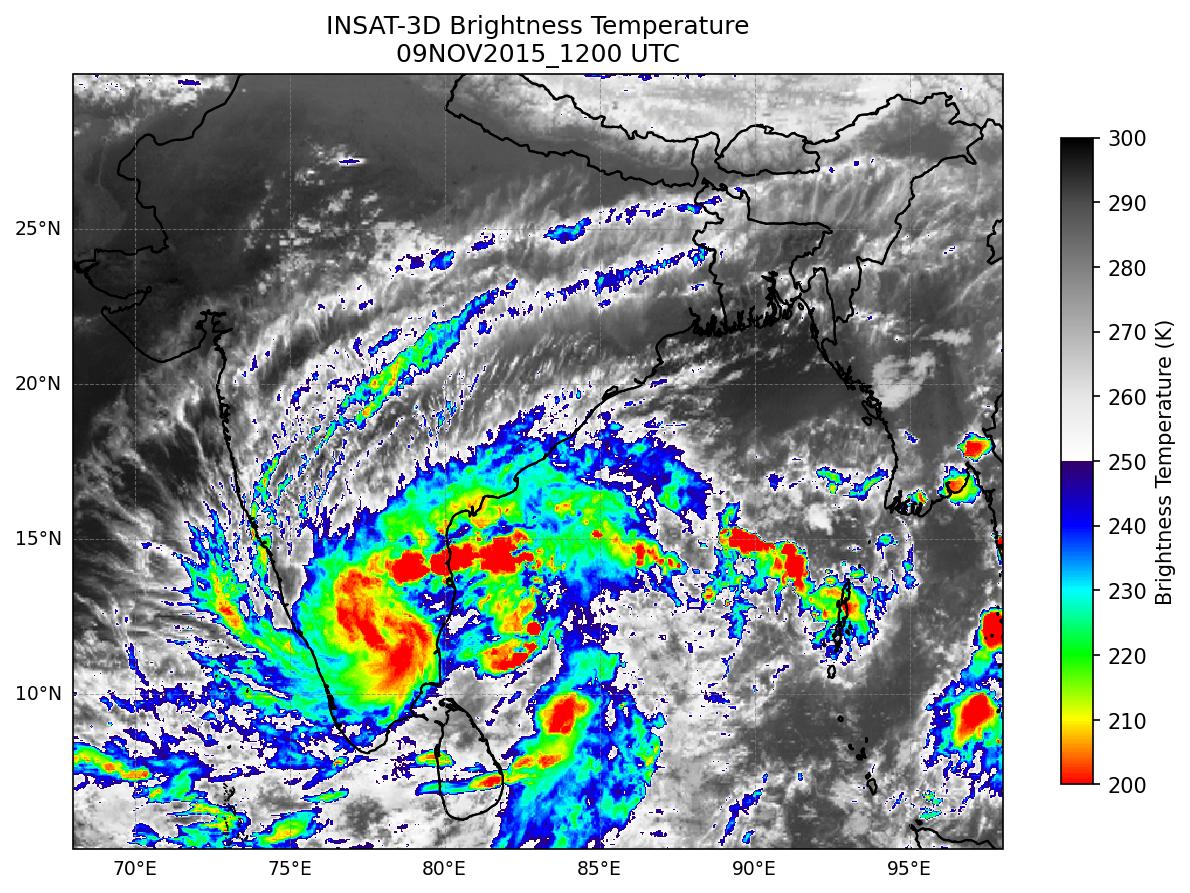 INSAT-3D Brightness Temperature
09NOV2015_1200 UTC
25°N
20°N
15°N
10°N
70°E
75°E
80°E
85°E
90°E
95°E
300
290
280
270
260
250
240
230
220
210
200
Brightness Temperature (K)